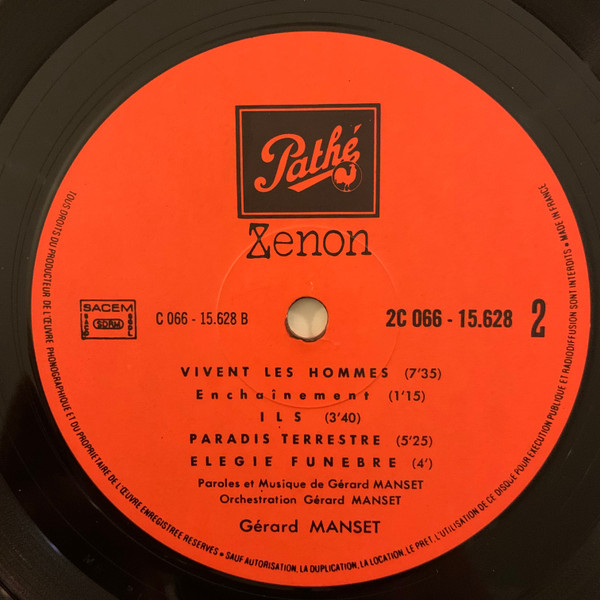 Pathé
Zenon
SACEM
SACD
SDRM
SGDL
C 066 - 15.628 B
2C 066 - 15.628
2
VIVENT LES HOMMES (7'35)
Enchaînement (1'15)
ILS (3'40)
PARADIS TERRESTRE (5'25)
ELEGIE FUNEBRE (4')
Paroles et Musique de Gérard MANSET
Orchestration Gérard MANSET
Gérard MANSET
TOUS DROITS DU PRODUCTEUR DE L'ŒUVRE PHONOGRAPHIQUE ET DU PROPRIETAIRE DE L'ŒUVRE ENREGISTREE RESERVES • SAUF AUTORISATION, LA DUPLICATION, LA LOCATION, LE PRET, L'UTILISATION DE CE DISQUE POUR EXECUTION PUBLIQUE ET RADIODIFFUSION SONT INTERDITS • MADE IN FRANCE